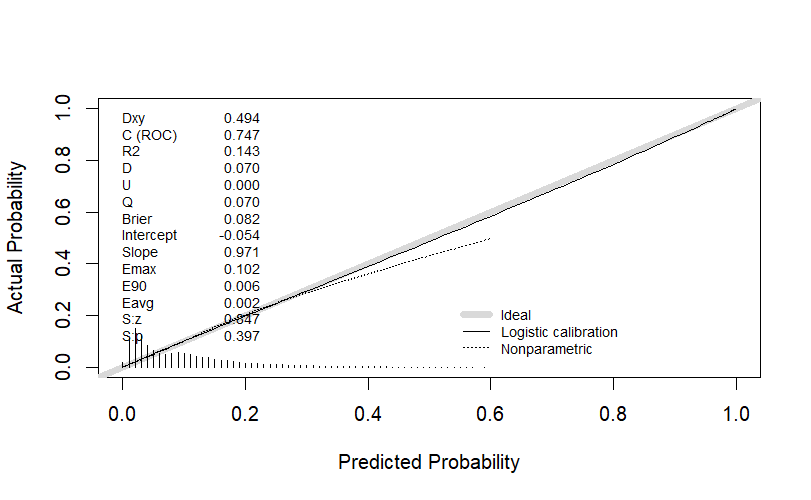 Dxy 0.494
C (ROC) 0.747
R2 0.143
D 0.070
U 0.000
Q 0.070
Brier 0.082
Intercept -0.054
Slope 0.971
Emax 0.102
E90 0.006
Eavg 0.002
S:z 0.847
S:p 0.397
Ideal
Logistic calibration
Nonparametric
Actual Probability
1.0
0.8
0.6
0.4
0.2
0.0
0.0 0.2 0.4 0.6 0.8 1.0
Predicted Probability